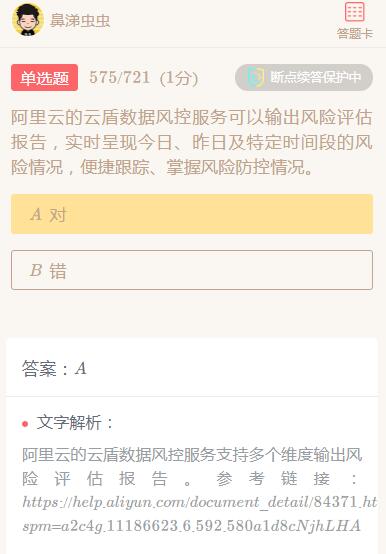 鼻涕虫虫
答题卡
单选题 575/721 (1分) 断点续答保护中
阿里云的云盾数据风控服务可以输出风险评估
报告，实时呈现今日、昨日及特定时间段的风
险情况，便捷跟踪、掌握风险防控情况。
A 对
B 错
答案：A
文字解析：
阿里云的云盾数据风控服务支持多个维度输出风
险评估报告。参考链接：
https://help.aliyun.com/document_detail/84371.ht
spm=a2c4g.11186623.6.592.580a1d8cNjhLHA